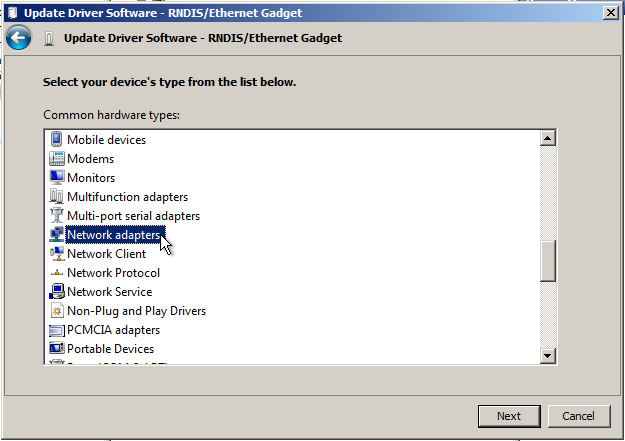 Update Driver Software - RNDIS/Ethernet Gadget
Update Driver Software - RNDIS/Ethernet Gadget
Select your device's type from the list below.
Common hardware types:
Mobile devices
Modems
Monitors
Multifunction adapters
Multi-port serial adapters
Network adapters
Network Client
Network Protocol
Network Service
Non-Plug and Play Drivers
PCMCIA adapters
Portable Devices
Next
Cancel